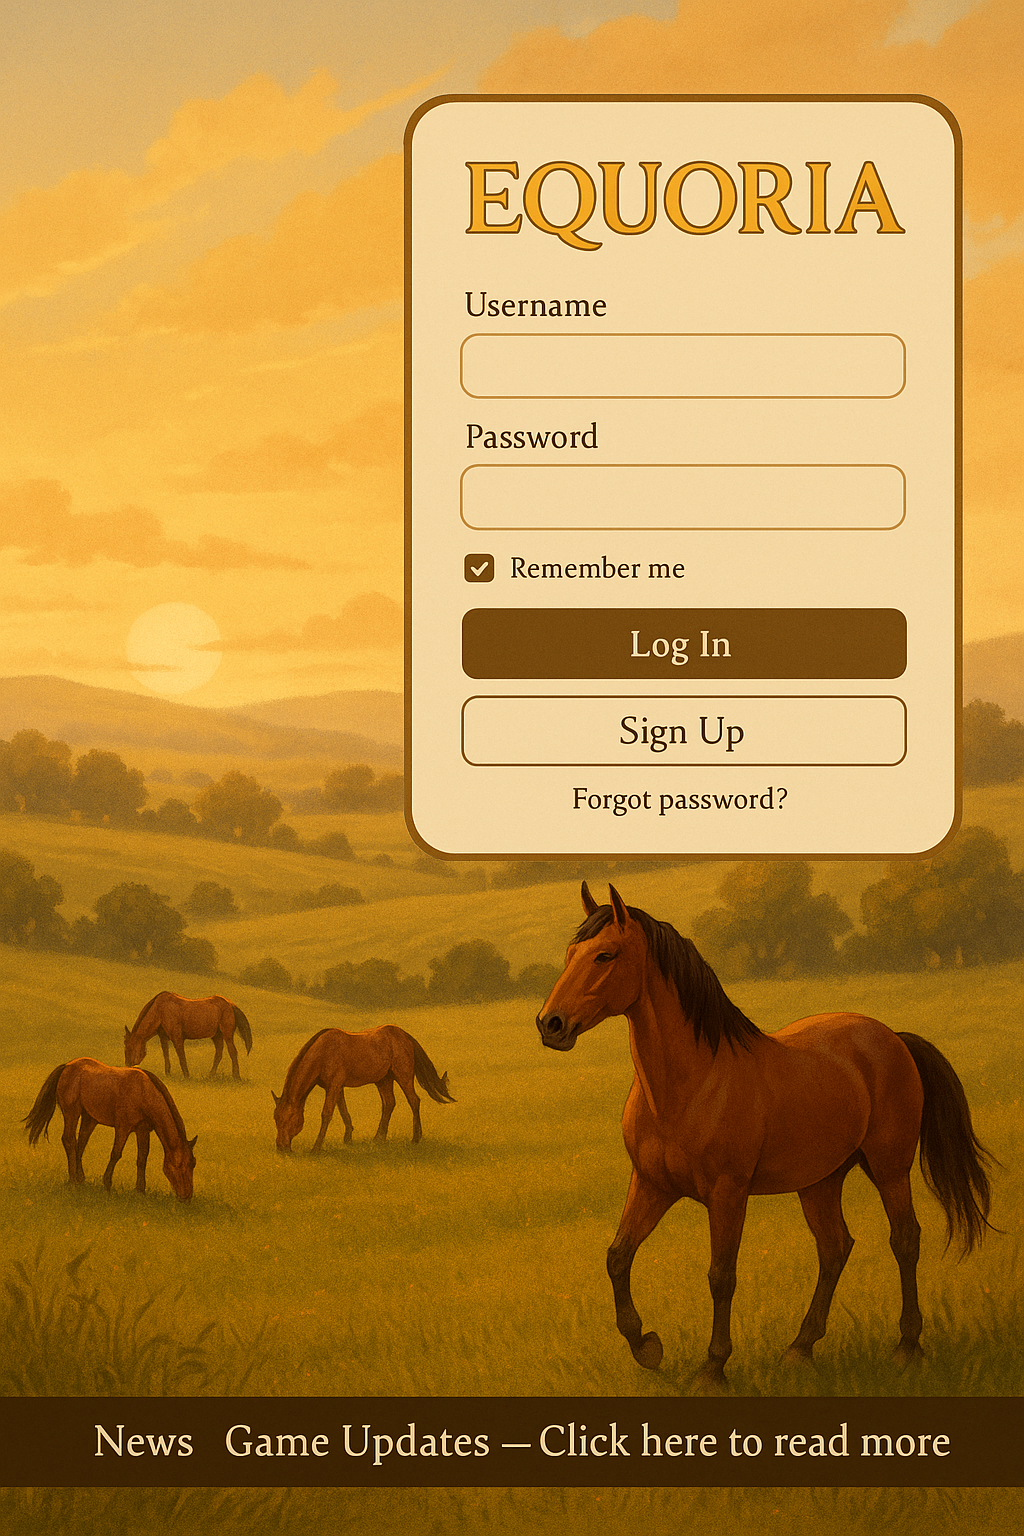 EQUORIA
Username
Password
Remember me
Log In
Sign Up
Forgot password?
News Game Updates — Click here to read more